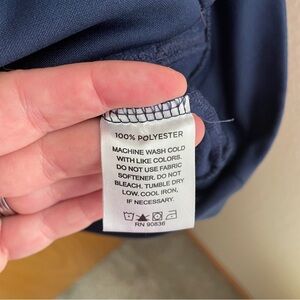 100% POLYESTER
MACHINE WASH COLD
WITH LIKE COLORS.
DO NOT USE FABRIC
SOFTENER. DO NOT
BLEACH. TUMBLE DRY
LOW. COOL IRON,
IF NECESSARY.
RN 90836